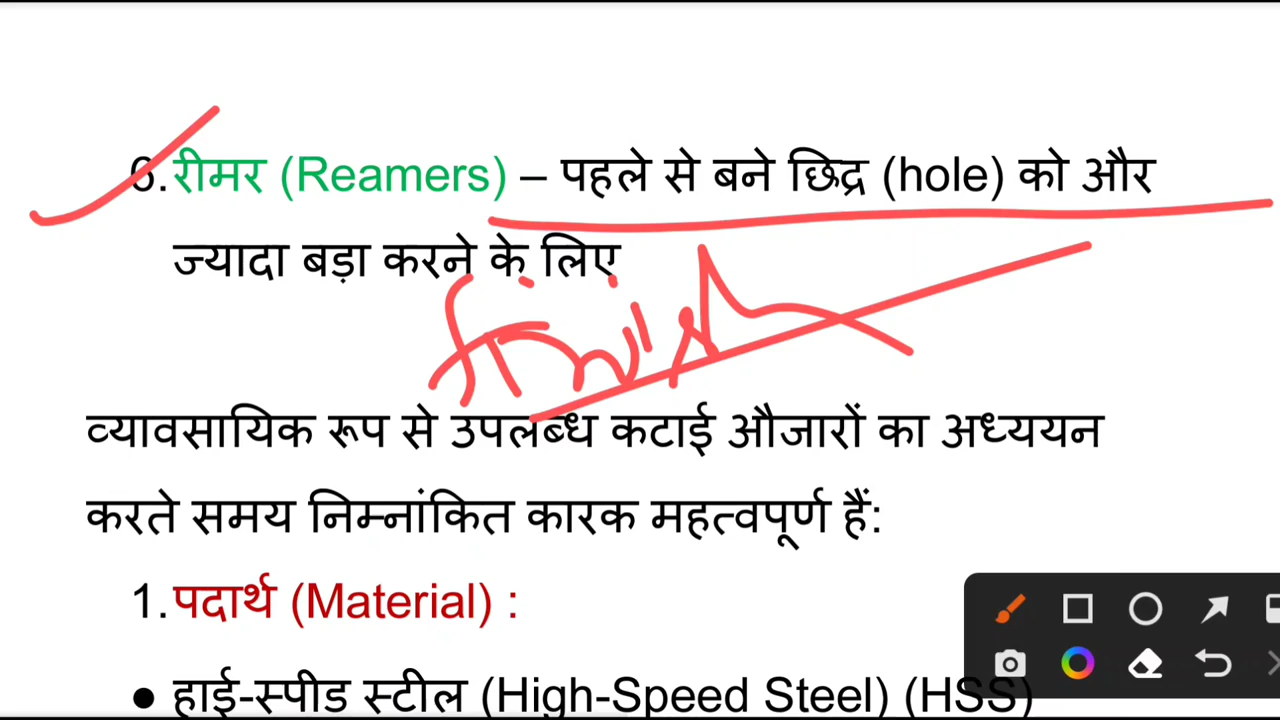 6. रीमर (Reamers) – पहले से बने छिद्र (hole) को और
ज्यादा बड़ा करने के लिए
finish
व्यावसायिक रूप से उपलब्ध कटाई औजारों का अध्ययन
करते समय निम्नांकित कारक महत्वपूर्ण हैं:
1. पदार्थ (Material) :
● हाई-स्पीड स्टील (High-Speed Steel) (HSS)